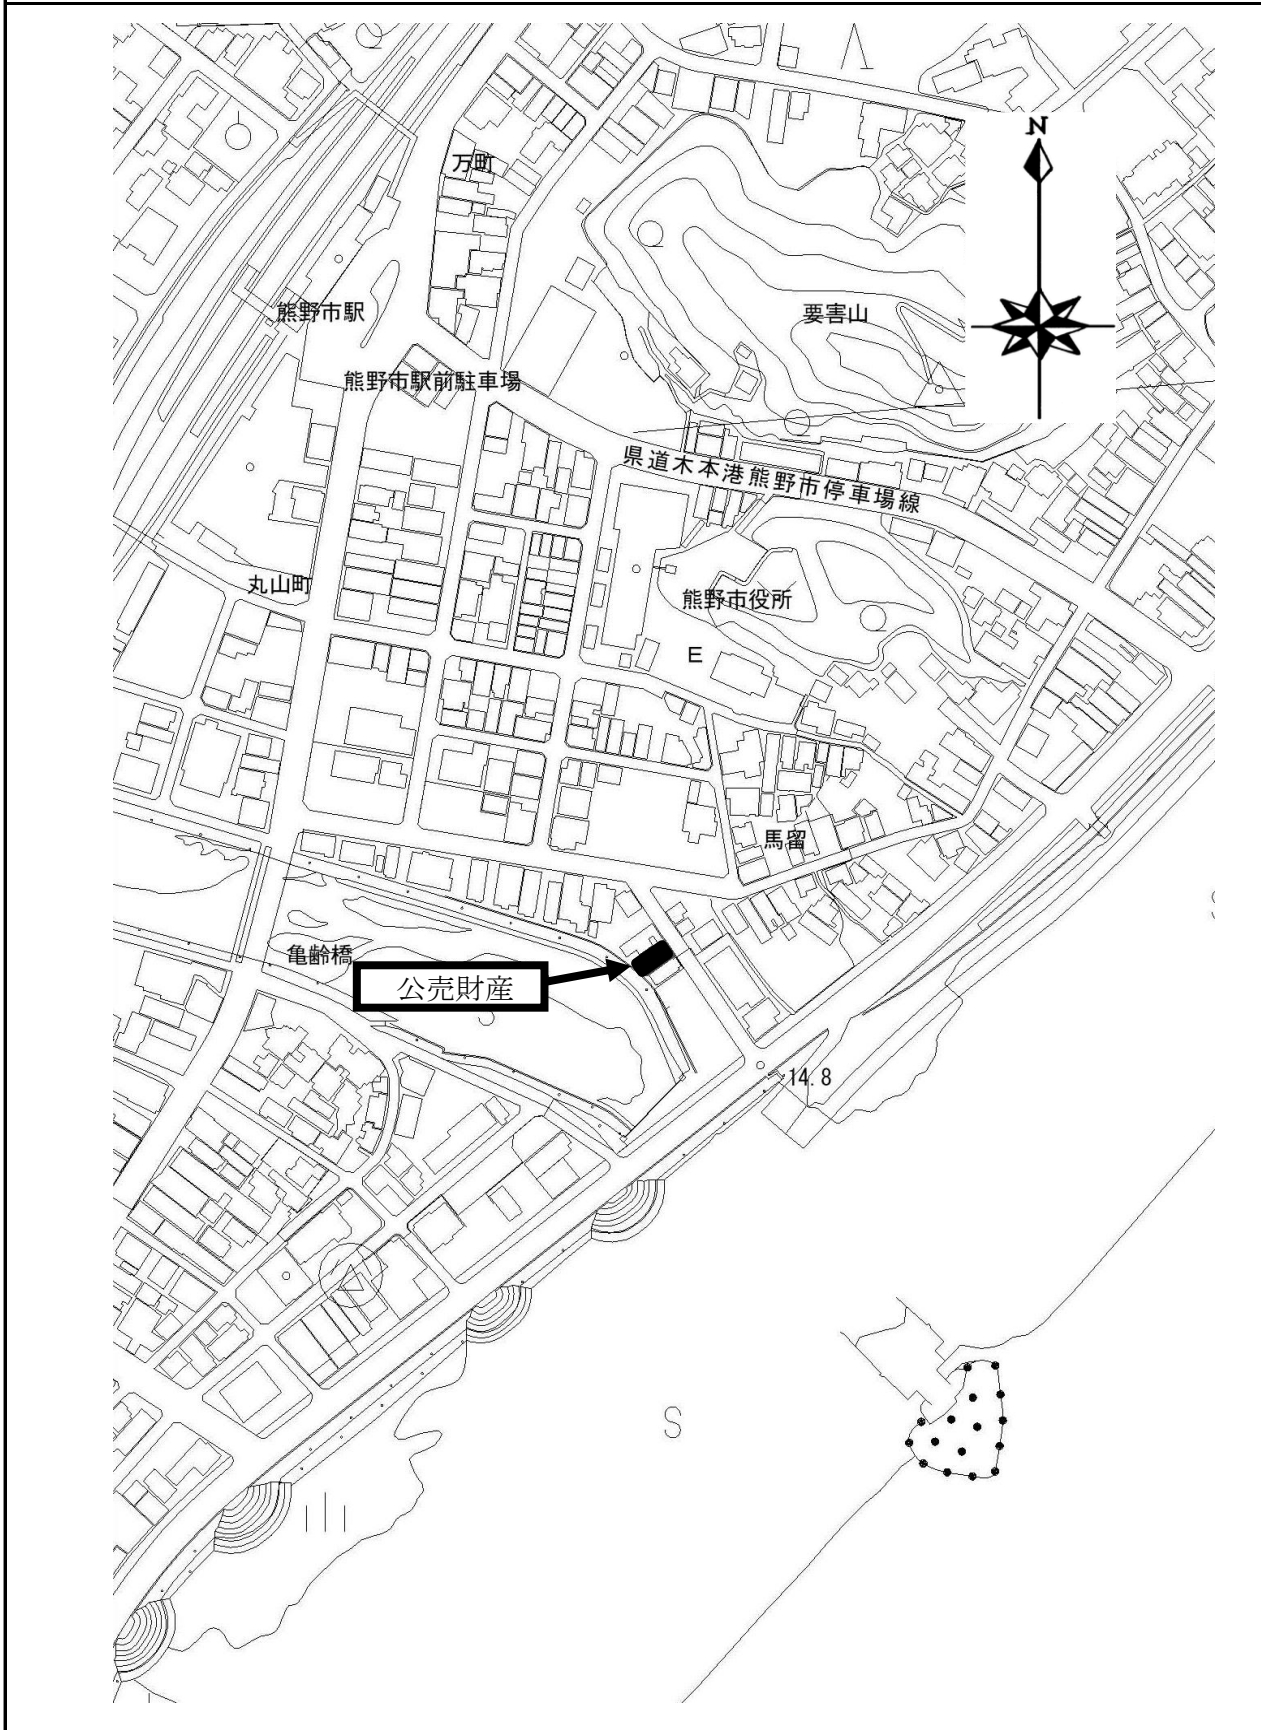 万町
N
熊野市駅
要害山
熊野市駅前駐車場
県道木本港熊野市停車場線
丸山町
熊野市役所
E
馬留
亀齢橋
公売財産
14.8
S